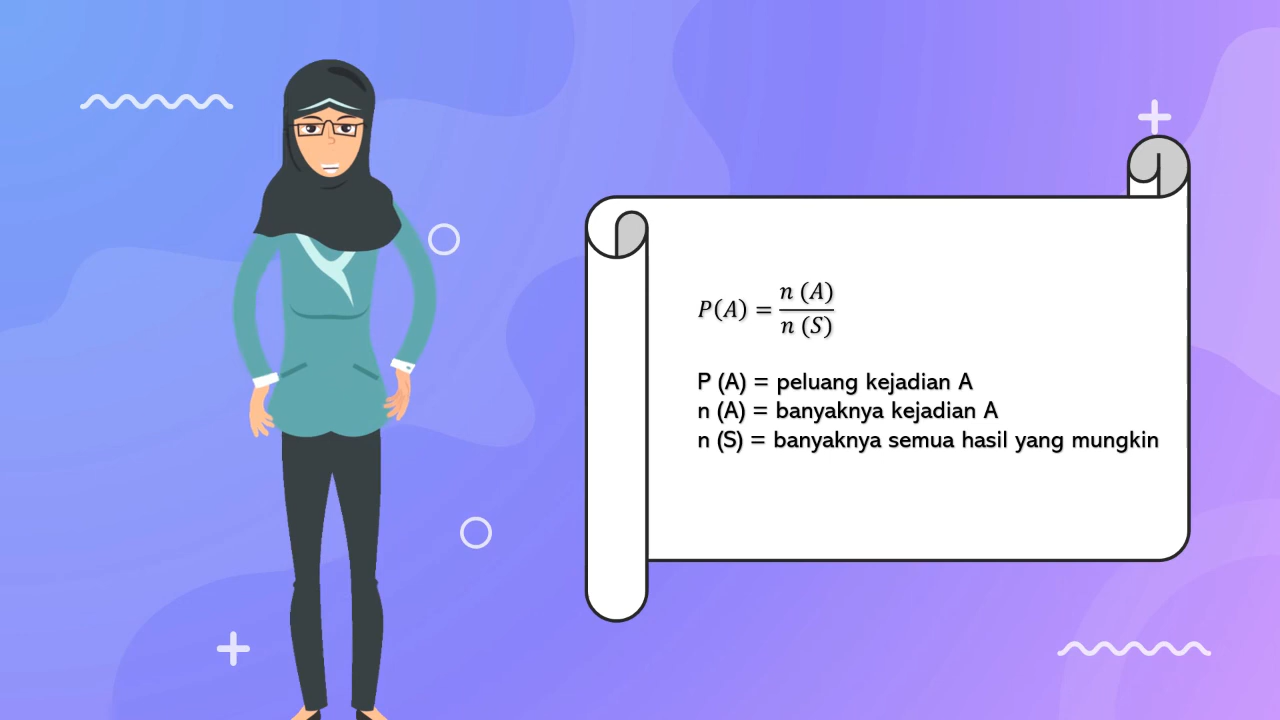 P(A) = n (A) / n (S)
P (A) = peluang kejadian A
n (A) = banyaknya kejadian A
n (S) = banyaknya semua hasil yang mungkin